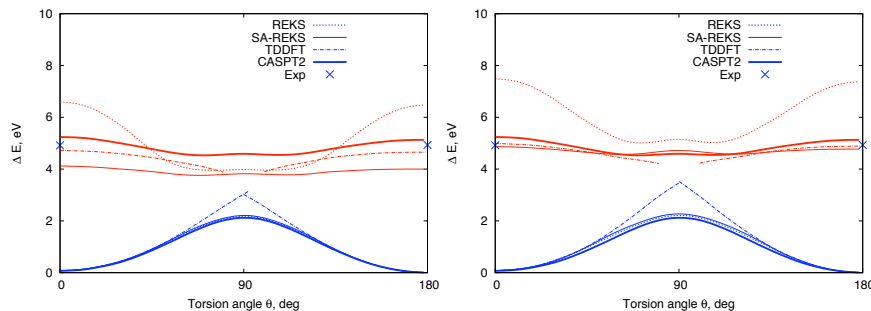 10
8
6
4
2
0
Δ E, eV
REKS
SA-REKS
TDDFT
CASPT2
Exp
0
90
180
Torsion angle θ, deg
10
8
6
4
2
0
Δ E, eV
REKS
SA-REKS
TDDFT
CASPT2
Exp
0
90
180
Torsion angle θ, deg